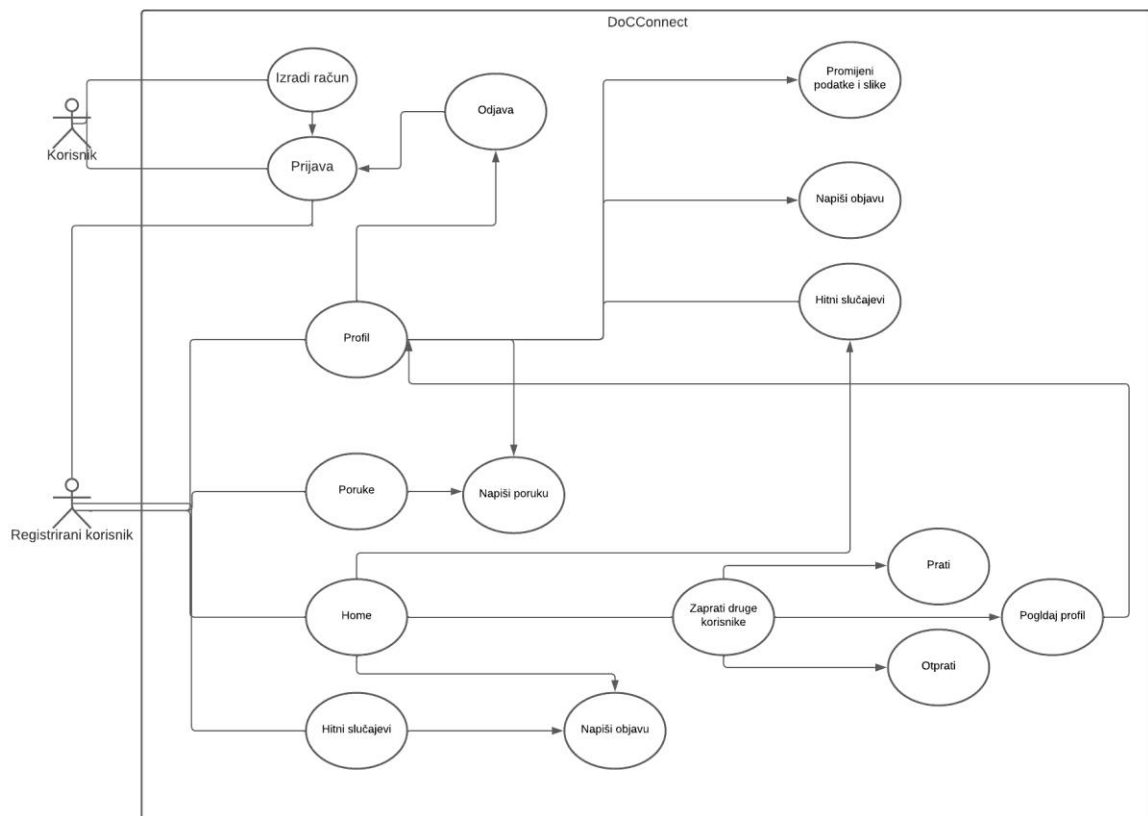 DoCConnect
Izradi račun
Promijeni
podatke i slike
Odjava
Korisnik
Prijava
Napiši objavu
Hitni slučajevi
Profil
Poruke
Napiši poruku
Registrirani korisnik
Prati
Home
Zaprati druge
korisnike
Pogldaj profil
Otprati
Hitni slučajevi
Napiši objavu